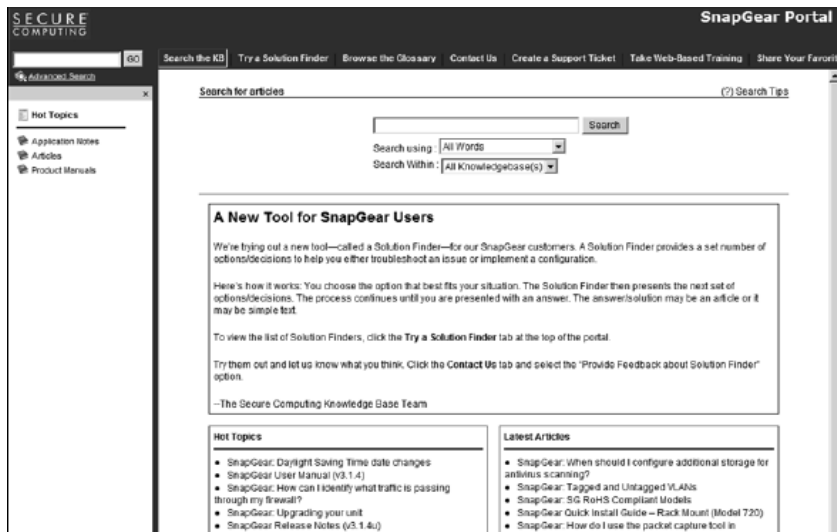 SECURE
COMPUTING
SnapGear Portal
GO
Advanced Search
Search the KB
Try a Solution Finder
Browse the Glossary
Contact Us
Create a Support Ticket
Take Web-Based Training
Share Your Favorit
x
Hot Topics
Application Notes
Articles
Product Manuals
Search for articles
(?) Search Tips
Search
Search using : All Words
Search Within : All Knowledgebase(s)
A New Tool for SnapGear Users
We're trying out a new tool—called a Solution Finder—for our SnapGear customers. A Solution Finder provides a set number of
options/decisions to help you either troubleshoot an issue or implement a configuration.
Here's how it works: You choose the option that best fits your situation. The Solution Finder then presents the next set of
options/decisions. The process continues until you are presented with an answer. The answer/solution may be an article or it
may be simple text.
To view the list of Solution Finders, click the Try a Solution Finder tab at the top of the portal.
Try them out and let us know what you think. Click the Contact Us tab and select the "Provide Feedback about Solution Finder"
option.
--The Secure Computing Knowledge Base Team
Hot Topics
• SnapGear: Daylight Saving Time date changes
• SnapGear User Manual (v3.1.4)
• SnapGear: How can I identify what traffic is passing
through my firewall?
• SnapGear: Upgrading your unit
• SnapGear Release Notes (v3.1.4u)
Latest Articles
• SnapGear: When should I configure additional storage for
antivirus scanning?
• SnapGear: Tagged and Untagged VLANs
• SnapGear: SG RoHS Compliant Models
• SnapGear Quick Install Guide – Rack Mount (Model 720)
• SnapGear: How do I use the packet capture tool in